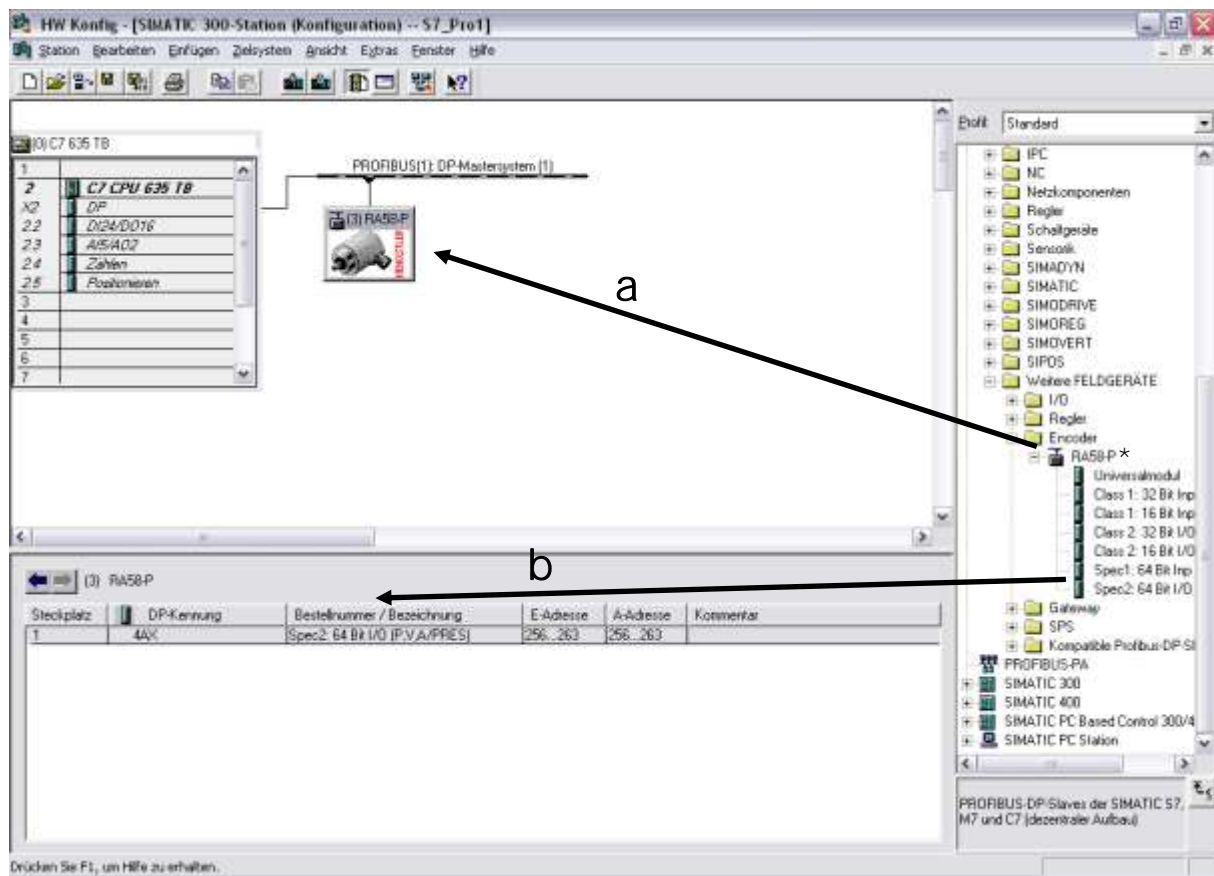 HW Konfig - [SIMATIC 300-Station (Konfiguration) -- S7_Pro1]
Station Bearbeiten Einfügen Zielsystem Ansicht Extras Fenster Hilfe
(0) C7 635 TB
1
2 C7 CPU 635 TB
X2 DP
2.2 DI24/DO16
2.3 AI5/AO2
2.4 Zählen
2.5 Positionieren
3
4
5
6
7
PROFIBUS(1): DP-Mastersystem (1)
(3) RA58-P
HENGSTLER
a
Profil: Standard
IPC
NC
Netzkomponenten
Regler
Schaltgeräte
Sensorik
SIMADYN
SIMATIC
SIMODRIVE
SIMOREG
SIMOVERT
SIPOS
Weitere FELDGERÄTE
I/O
Regler
Encoder
RA58-P *
Universalmodul
Class 1: 32 Bit Inp
Class 1: 16 Bit Inp
Class 2: 32 Bit I/O
Class 2: 16 Bit I/O
Spec1: 64 Bit Inp
Spec2: 64 Bit I/O
Gateway
SPS
Kompatible Profibus-DP-Sl
PROFIBUS-PA
SIMATIC 300
SIMATIC 400
SIMATIC PC Based Control 300/4
SIMATIC PC Station
PROFIBUS-DP-Slaves der SIMATIC S7,
M7 und C7 (dezentraler Aufbau)
b
(3) RA58-P
Steckplatz DP-Kennung Bestellnummer / Bezeichnung E-Adresse A-Adresse Kommentar
1 4AX Spec2: 64 Bit I/O (P,V,A/PRES) 256...263 256...263
Drücken Sie F1, um Hilfe zu erhalten.